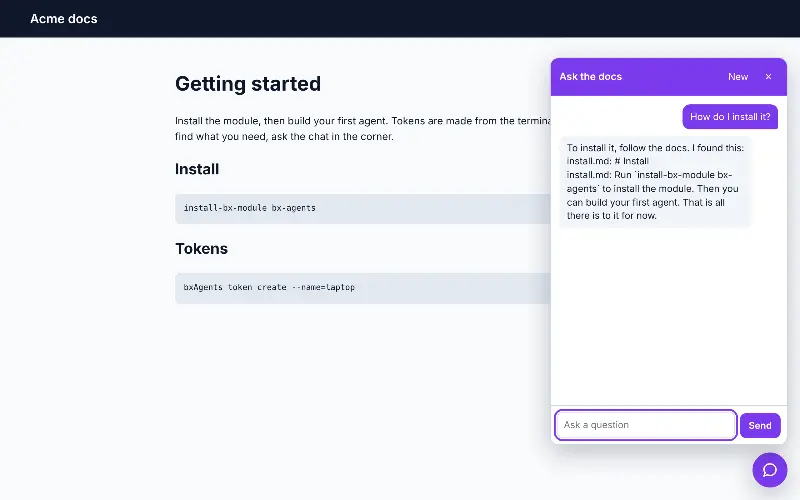 Acme docs
Getting started
Install the module, then build your first agent. Tokens are made from the termina
find what you need, ask the chat in the corner.
Install
install-bx-module bx-agents
Tokens
bxAgents token create --name=laptop
Ask the docs
New
×
How do I install it?
To install it, follow the docs. I found this:
install.md: # Install
install.md: Run `install-bx-module bx-
agents` to install the module. Then you
can build your first agent. That is all
there is to it for now.
Ask a question
Send